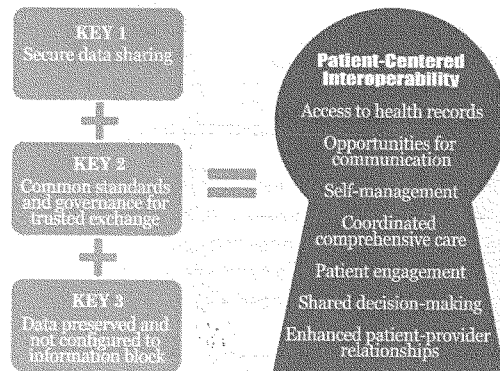 KEY 1
Secure data sharing
+
KEY 2
Common standards
and governance for
trusted exchange
+
KEY 3
Data preserved and
not configured to
information block
=
Patient-Centered
Interoperability
Access to health records
Opportunities for
communication
Self-management
Coordinated
comprehensive care
Patient engagement
Shared decision-making
Enhanced patient-provider
relationships